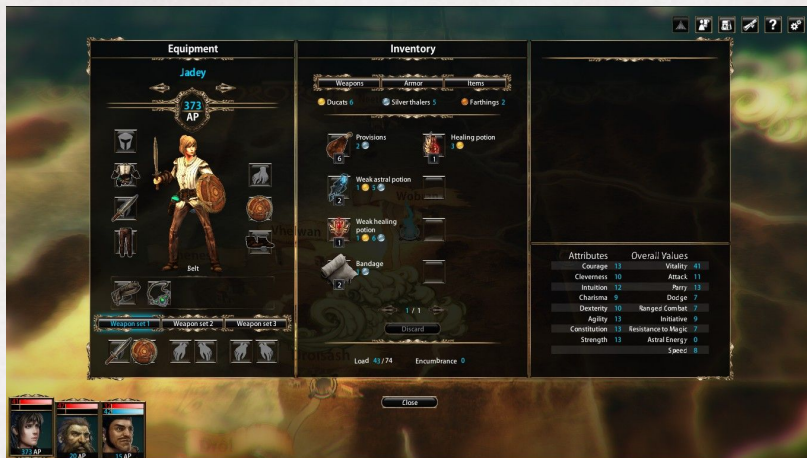 ?
Equipment
Inventory
Jadey
373
AP
Belt
Weapon set 1 Weapon set 2 Weapon set 3
Weapons Armor Items
Ducats 6 Silver thalers 5 Farthings 2
Provisions
2
6
Healing potion
3
1
Weak astral potion
1 5
2
Weak healing
potion
1 6
1
Bandage
2
1 / 1
Discard
Load 43/74 Encumbrance 0
Attributes Overall Values
Courage 13 Vitality 41
Cleverness 10 Attack 11
Intuition 12 Parry 13
Charisma 9 Dodge 7
Dexterity 10 Ranged Combat 7
Agility 13 Initiative 9
Constitution 13 Resistance to Magic 7
Strength 13 Astral Energy 0
Speed 8
Close
373 AP
20 AP
15 AP